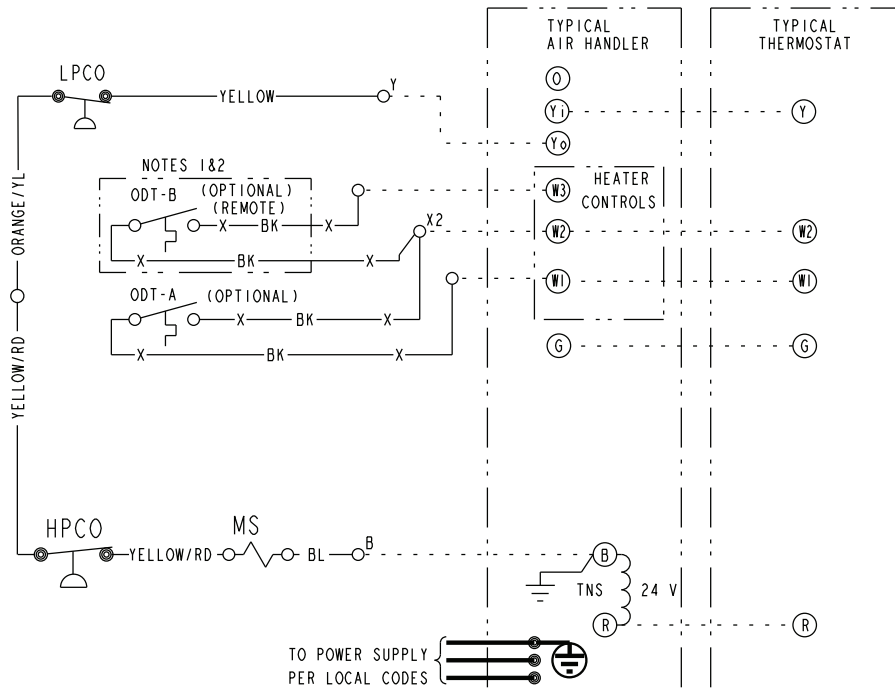 TYPICAL
AIR HANDLER
TYPICAL
THERMOSTAT
LPCO
YELLOW
Y
O
Yi
Y
Yo
NOTES 1&2
ODT-B
(OPTIONAL)
(REMOTE)
X BK X
X BK X
X2
W3
HEATER
CONTROLS
W2
W2
ORANGE/YL
ODT-A
(OPTIONAL)
W1
W1
X BK X
X BK X
G
G
YELLOW/RD
HPCO
YELLOW/RD
MS
BL
B
B
TNS
24 V
R
R
TO POWER SUPPLY
PER LOCAL CODES